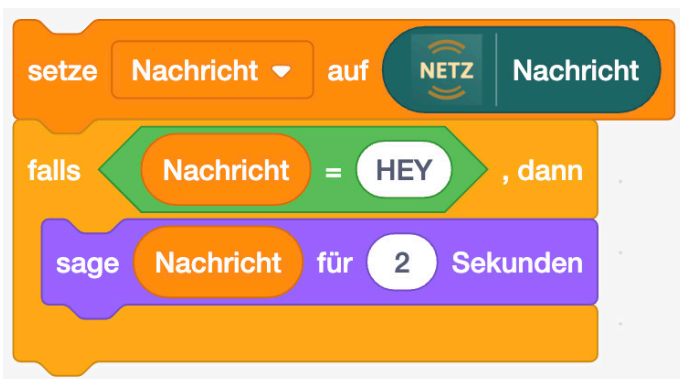 setze Nachricht auf NETZ Nachricht
falls Nachricht = HEY , dann
sage Nachricht für 2 Sekunden